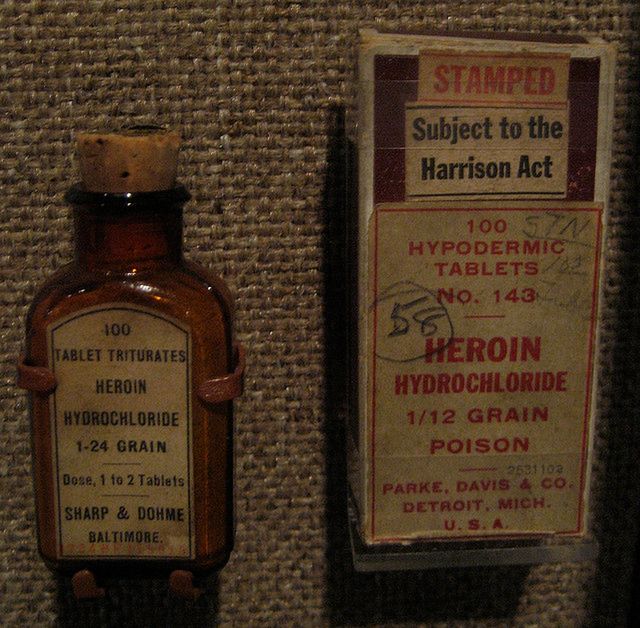 100
TABLET TRITURATES
HEROIN
HYDROCHLORIDE
1-24 GRAIN
Dose, 1 to 2 Tablets
SHARP & DOHME
BALTIMORE.
STAMPED
Subject to the
Harrison Act
100
HYPODERMIC
TABLETS
NO. 143
58
HEROIN
HYDROCHLORIDE
1/12 GRAIN
POISON
2531102
PARKE, DAVIS & CO.
DETROIT, MICH.
U. S. A.